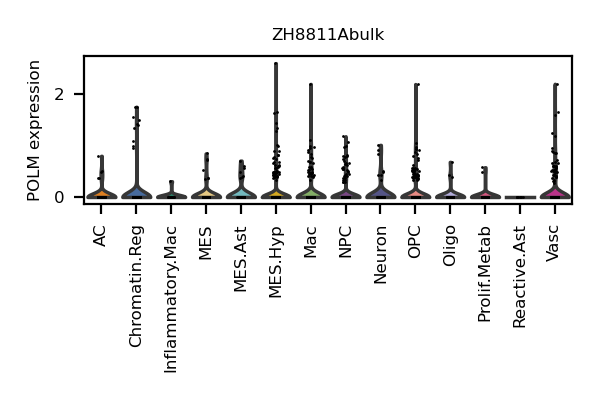 ZH8811Abulk
POLM expression
2
0
AC
Chromatin.Reg
Inflammatory.Mac
MES
MES.Ast
MES.Hyp
Mac
NPC
Neuron
OPC
Oligo
Prolif.Metab
Reactive.Ast
Vasc